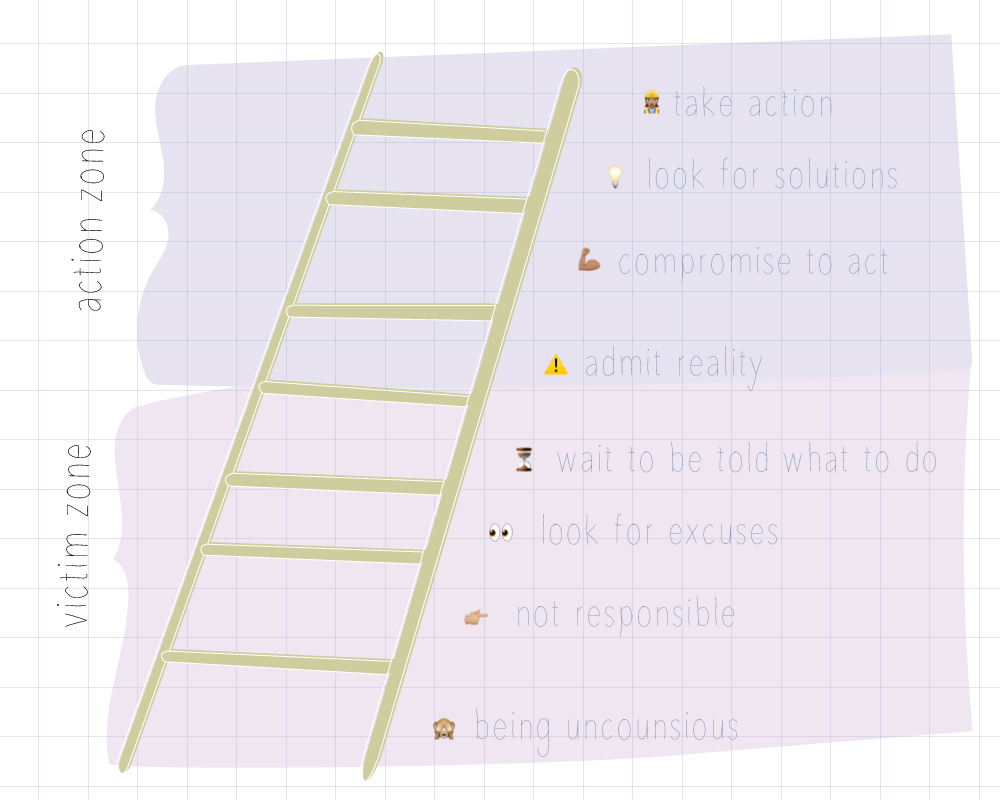 action zone
take action
look for solutions
compromise to act
admit reality
victim zone
wait to be told what to do
look for excuses
not responsible
being uncounsious